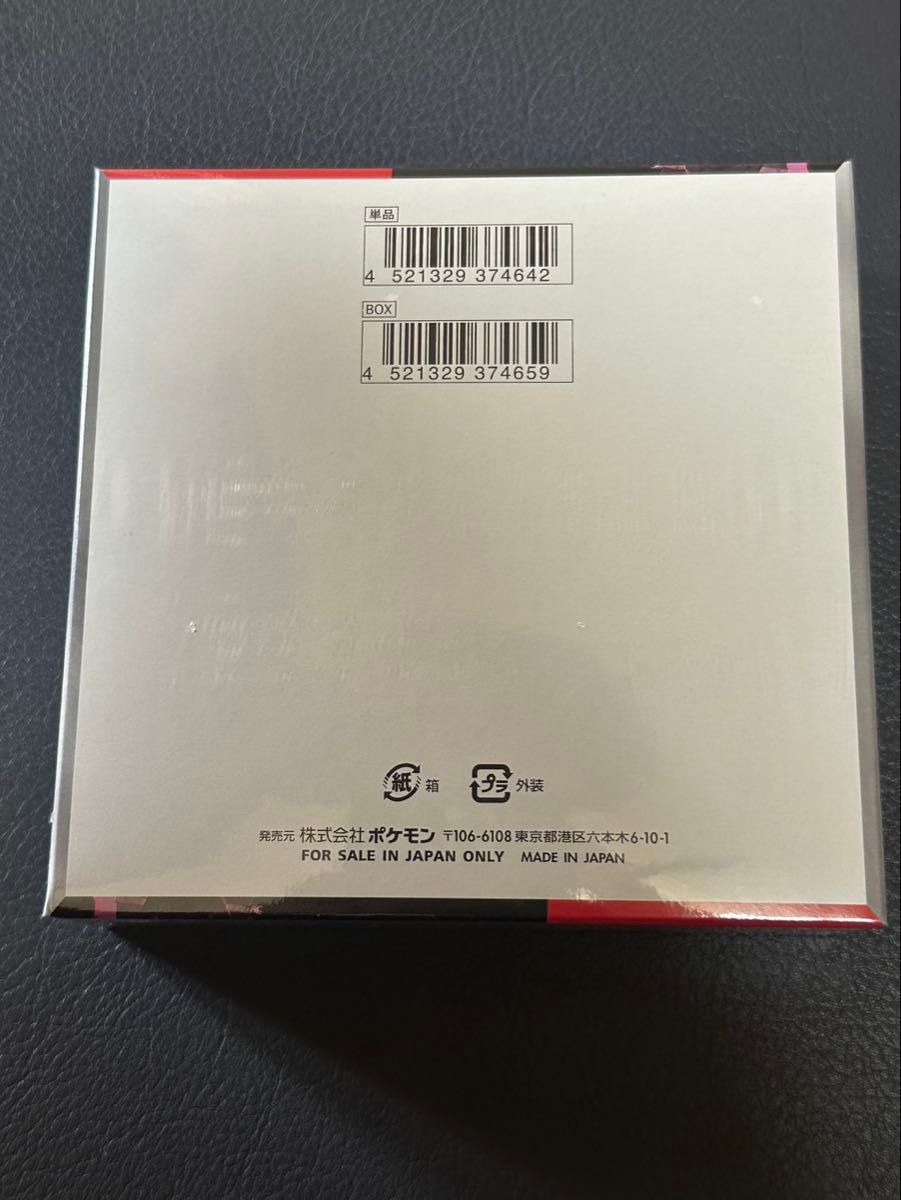 単品
4 521329 374642
BOX
4 521329 374659
紙 箱 プラ 外装
発売元 株式会社 ポケモン 〒106-6108 東京都港区六本木6-10-1
FOR SALE IN JAPAN ONLY MADE IN JAPAN